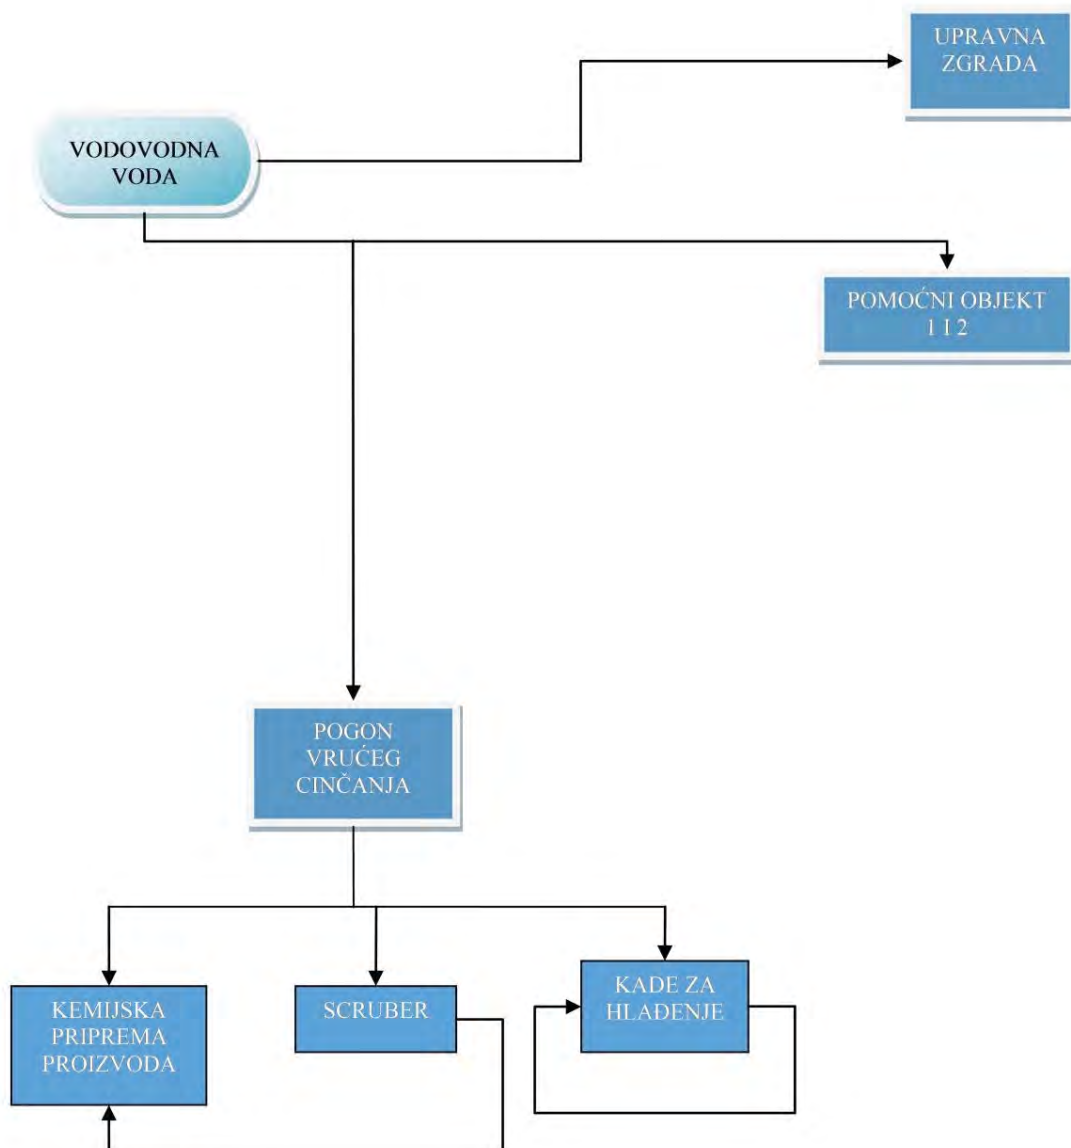 UPRAVNA
ZGRADA
VODOVODNA
VODA
POMOĆNI OBJEKT
1 I 2
POGON
VRUĆEG
CINČANJA
KEMIJSKA
PRIPREMA
PROIZVODA
SCRUBER
KADE ZA
HLAĐENJE